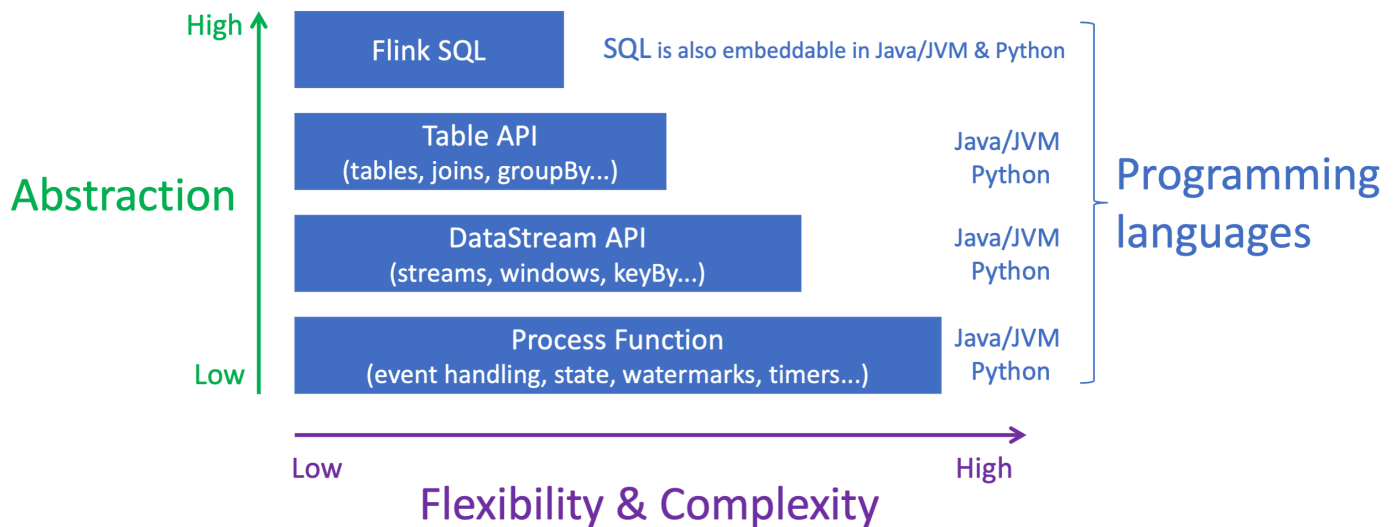 High
Flink SQL
SQL is also embeddable in Java/JVM & Python
Table API
(tables, joins, groupBy...)
Java/JVM
Python
Abstraction
Programming
languages
DataStream API
(streams, windows, keyBy...)
Java/JVM
Python
Process Function
(event handling, state, watermarks, timers...)
Java/JVM
Python
Low
Low
High
Flexibility & Complexity